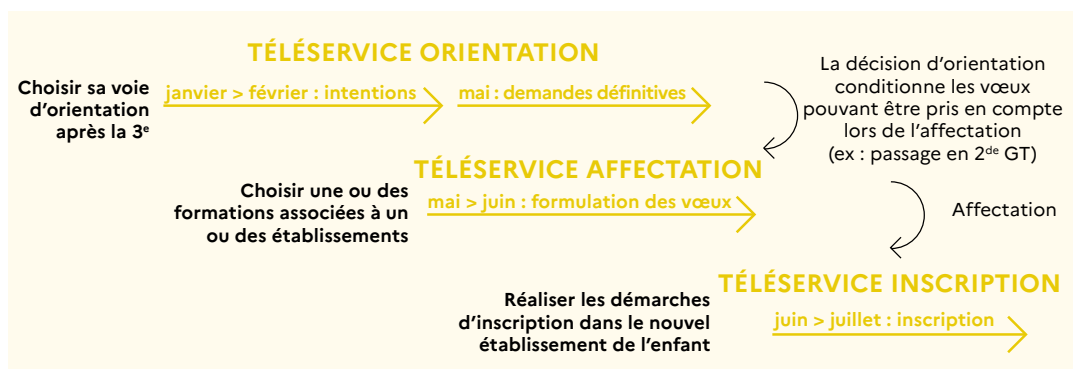 TÉLÉSERVICE ORIENTATION
Choisir sa voie
d’orientation
après la 3e
janvier > février : intentions
mai : demandes définitives
La décision d’orientation
conditionne les vœux
pouvant être pris en compte
lors de l’affectation
(ex : passage en 2de GT)
TÉLÉSERVICE AFFECTATION
Choisir une ou des
formations associées à un
ou des établissements
mai > juin : formulation des vœux
Affectation
TÉLÉSERVICE INSCRIPTION
Réaliser les démarches
d’inscription dans le nouvel
établissement de l’enfant
juin > juillet : inscription